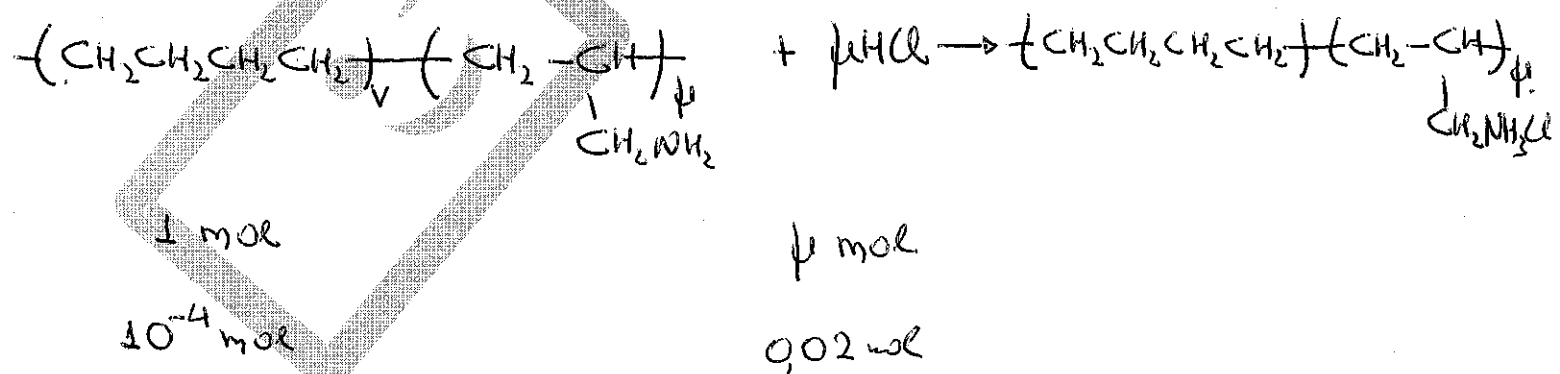 -(CH₂CH₂CH₂CH₂)ᵥ-(CH₂-CH)μ + μHCl → -(CH₂CH₂CH₂CH₂)-(CH₂-CH)μ
CH₂NH₂ CH₂NH₃Cl
1 mol μ mol
10⁻⁴ mol 0,02 mol